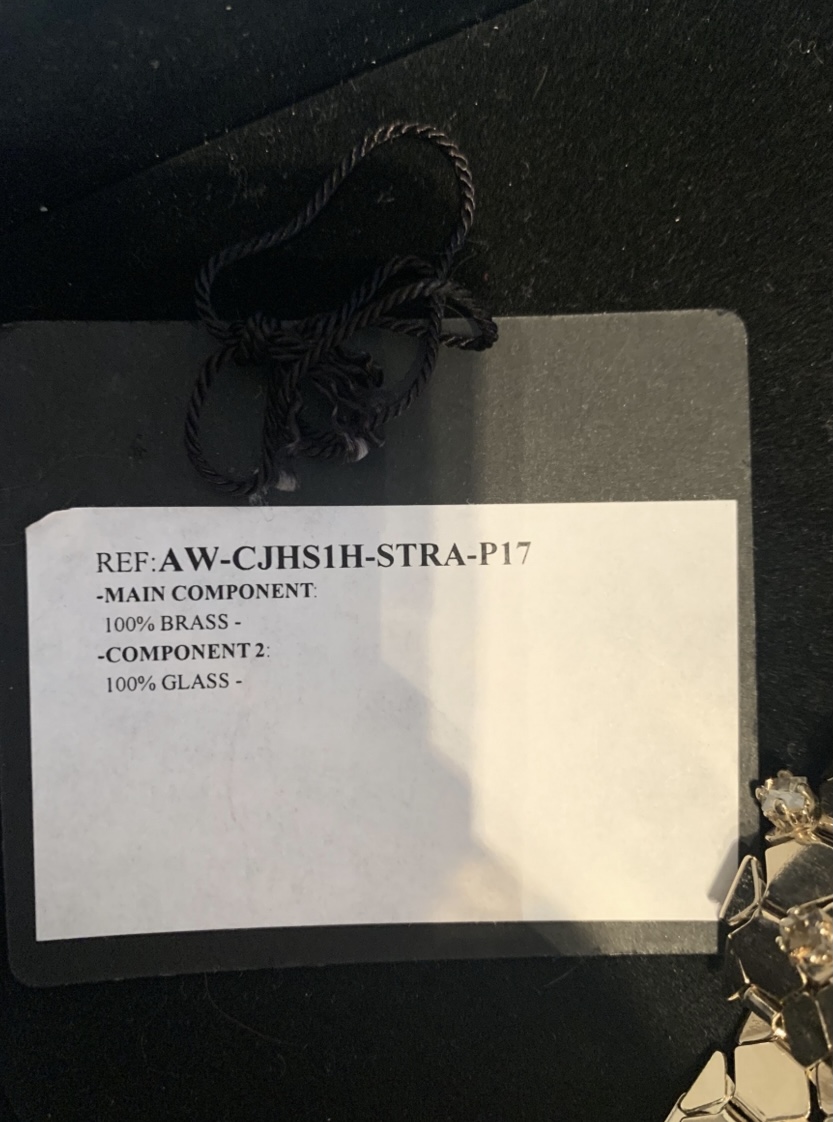 REF:AW-CJHS1H-STRA-P17
-MAIN COMPONENT:
100% BRASS -
-COMPONENT 2:
100% GLASS -